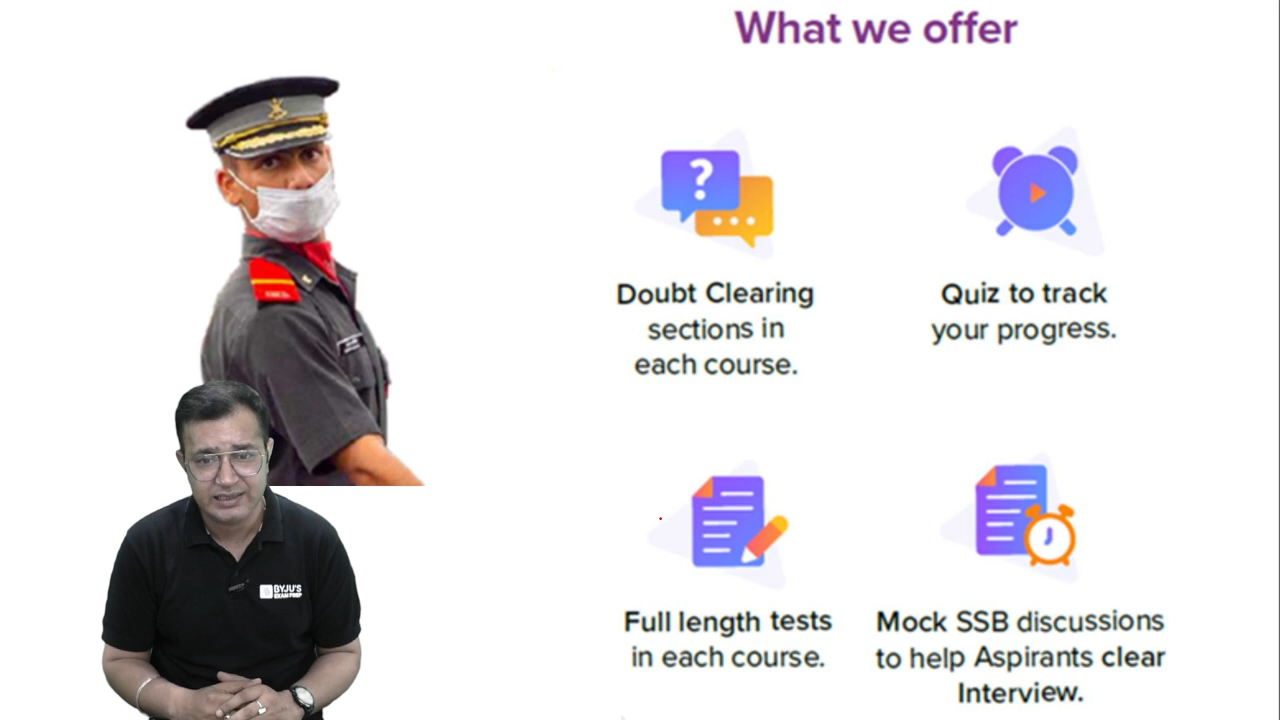 What we offer
?
Doubt Clearing
sections in
each course.
Quiz to track
your progress.
Full length tests
in each course.
Mock SSB discussions
to help Aspirants clear
Interview.
BYJU'S
EXAM PREP